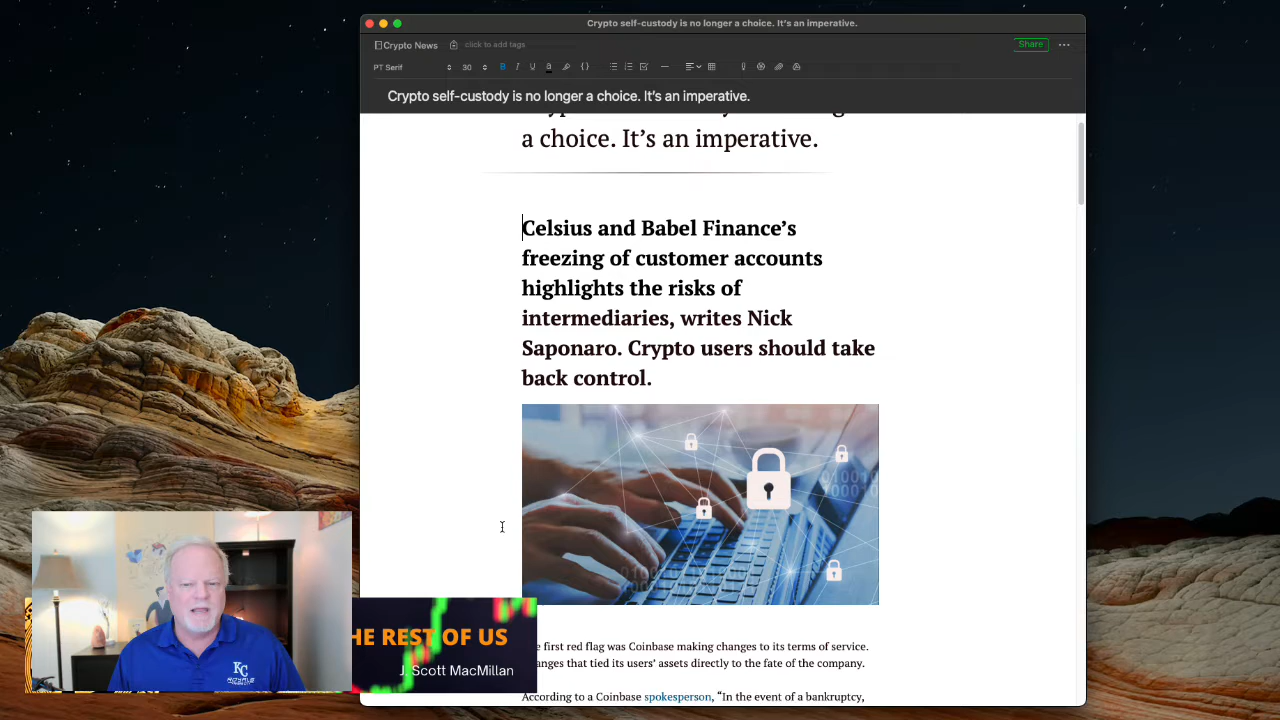 Crypto self-custody is no longer a choice. It's an imperative.
Crypto News
click to add tags
Share
PT Serif
30
B I U a
Crypto self-custody is no longer a choice. It's an imperative.
a choice. It's an imperative.
Celsius and Babel Finance's
freezing of customer accounts
highlights the risks of
intermediaries, writes Nick
Saponaro. Crypto users should take
back control.
first red flag was Coinbase making changes to its terms of service.
that tied its users' assets directly to the fate of the company.
According to a Coinbase spokesperson, “In the event of a bankruptcy,
HE REST OF US
J. Scott MacMillan
KC